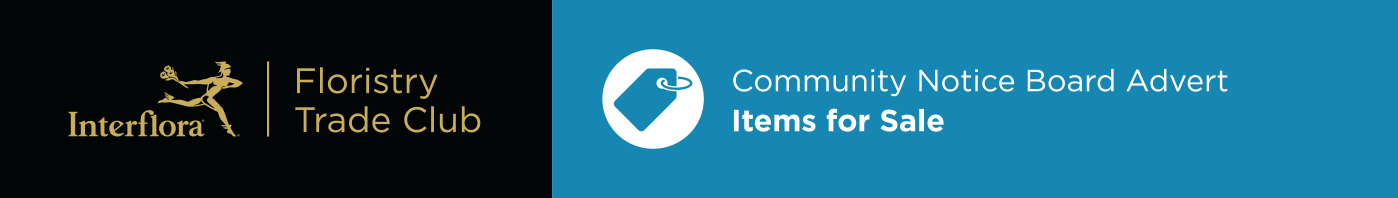 Interflora
Floristry
Trade Club
Community Notice Board Advert
Items for Sale